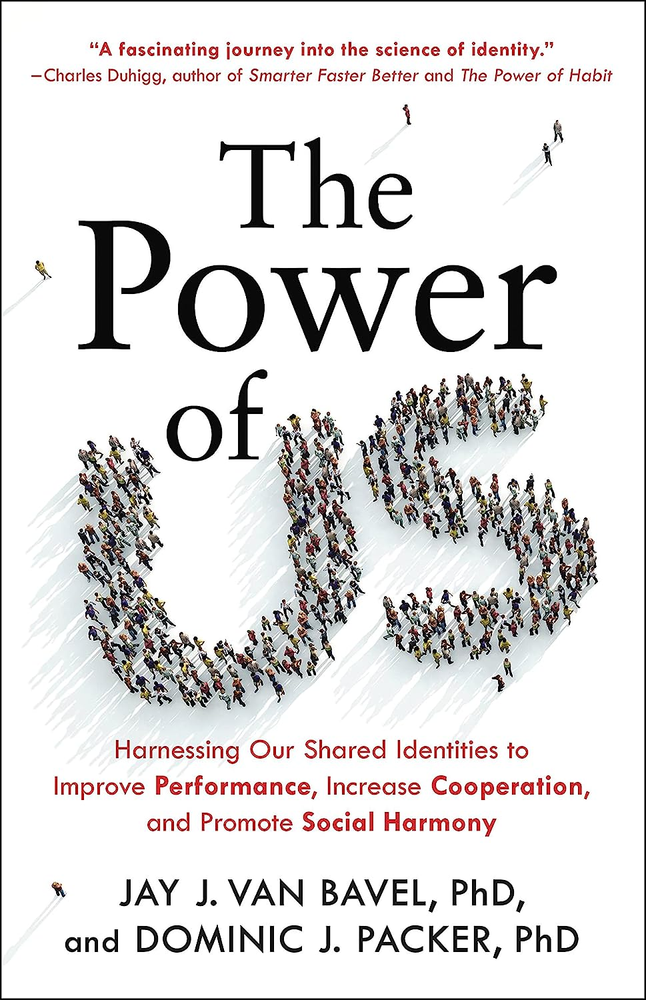 “A fascinating journey into the science of identity.”
–Charles Duhigg, author of Smarter Faster Better and The Power of Habit
The
Power
of
US
Harnessing Our Shared Identities to
Improve Performance, Increase Cooperation,
and Promote Social Harmony
JAY J. VAN BAVEL, PhD,
and DOMINIC J. PACKER, PhD